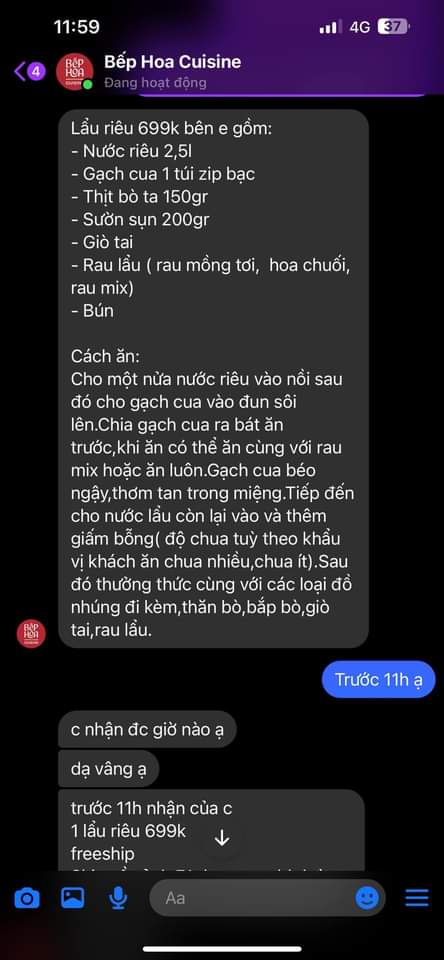 11:59
4G 37
4
BẾP
HOA
Bếp Hoa Cuisine
Đang hoạt động
Lẩu riêu 699k bên e gồm:
- Nước riêu 2,5l
- Gạch cua 1 túi zip bạc
- Thịt bò ta 150gr
- Sườn sụn 200gr
- Giò tai
- Rau lẩu ( rau mồng tơi, hoa chuối,
rau mix)
- Bún
Cách ăn:
Cho một nửa nước riêu vào nồi sau
đó cho gạch cua vào đun sôi
lên.Chia gạch cua ra bát ăn
trước,khi ăn có thể ăn cùng với rau
mix hoặc ăn luôn.Gạch cua béo
ngậy,thơm tan trong miệng.Tiếp đến
cho nước lẩu còn lại vào và thêm
giấm bỗng( độ chua tuỳ theo khẩu
vị khách ăn chua nhiều,chua ít).Sau
đó thường thức cùng với các loại đồ
nhúng đi kèm,thăn bò,bắp bò,giò
tai,rau lẩu.
BẾP
HOA
Trước 11h ạ
c nhận đc giờ nào ạ
dạ vâng ạ
trước 11h nhận của c
1 lẩu riêu 699k
freeship
Aa